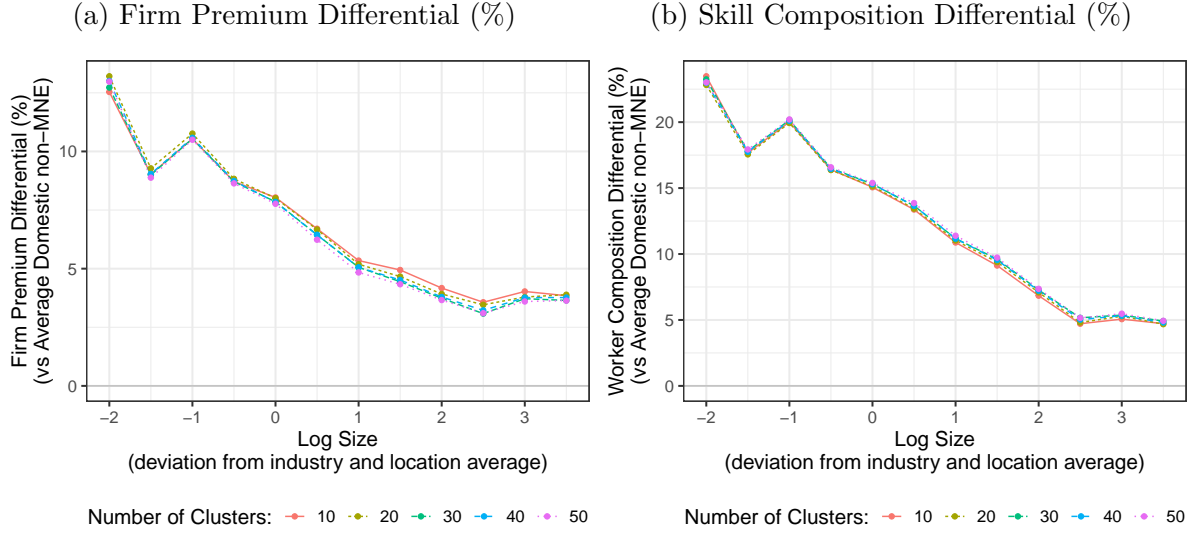 (a) Firm Premium Differential (%)
Firm Premium Differential (%)
(vs Average Domestic non−MNE)
10
5
0
−2 −1 0 1 2 3
Log Size
(deviation from industry and location average)
Number of Clusters: 10 20 30 40 50
(b) Skill Composition Differential (%)
Worker Composition Differential (%)
(vs Average Domestic non−MNE)
20
15
10
5
0
−2 −1 0 1 2 3
Log Size
(deviation from industry and location average)
Number of Clusters: 10 20 30 40 50